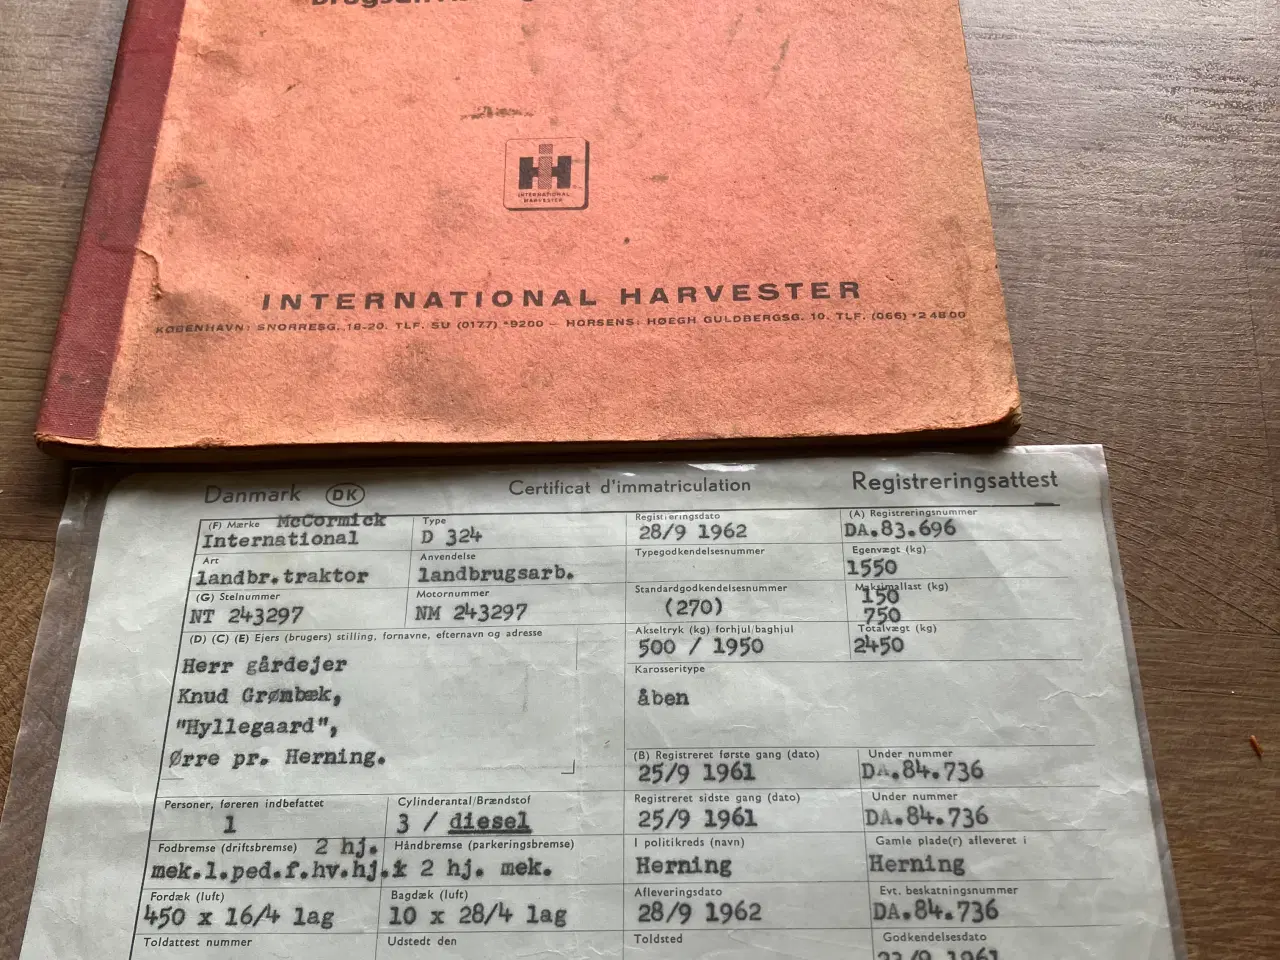 IH
INTERNATIONAL
HARVESTER
INTERNATIONAL HARVESTER
KØBENHAVN: SNORRESG. 18-20. TLF. SU (0177) *9200 – HORSENS: HØEGH GULDBERGSG. 10. TLF. (066) *2 48 00
Danmark DK Certificat d'immatriculation Registreringsattest
(F) Mærke McCormick Type Registreringsdato (A) Registreringsnummer
International D 324 28/9 1962 DA.83.696
Art Anvendelse Typegodkendelsesnummer Egenvægt (kg)
landbr.traktor landbrugsarb. 1550
(G) Stelnummer Motornummer Standardgodkendelsesnummer Maksimallast (kg)
NT 243297 NM 243297 (270) 150
750
(D) (C) (E) Ejers (brugers) stilling, fornavne, efternavn og adresse Akseltryk (kg) forhjul/baghjul Totalvægt (kg)
500 / 1950 2450
Herr gårdejer Karosseritype
Knud Grømbæk, åben
"Hyllegaard",
Ørre pr. Herning. (B) Registreret første gang (dato) Under nummer
25/9 1961 DA.84.736
Personer, føreren indbefattet Cylinderantal/Brændstof Registreret sidste gang (dato) Under nummer
1 3 / diesel 25/9 1961 DA.84.736
Fodbremse (driftsbremse) 2 hj. Håndbremse (parkeringsbremse) I politikreds (navn) Gamle plade(r) afleveret i
mek.l.ped.f.hv.hj.k 2 hj. mek. Herning Herning
Fordæk (luft) Bagdæk (luft) Afleveringsdato Evt. beskatningsnummer
450 x 16/4 lag 10 x 28/4 lag 28/9 1962 DA.84.736
Toldattest nummer Udstedt den Toldsted Godkendelsesdato